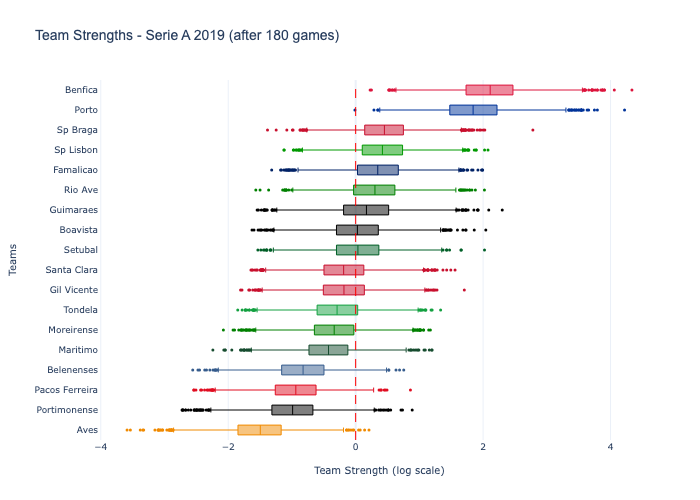 Team Strengths - Serie A 2019 (after 180 games)
Benfica
Porto
Sp Braga
Sp Lisbon
Famalicao
Rio Ave
Guimaraes
Boavista
Setubal
Santa Clara
Gil Vicente
Tondela
Moreirense
Maritimo
Belenenses
Pacos Ferreira
Portimonense
Aves
Teams
−4 −2 0 2 4
Team Strength (log scale)